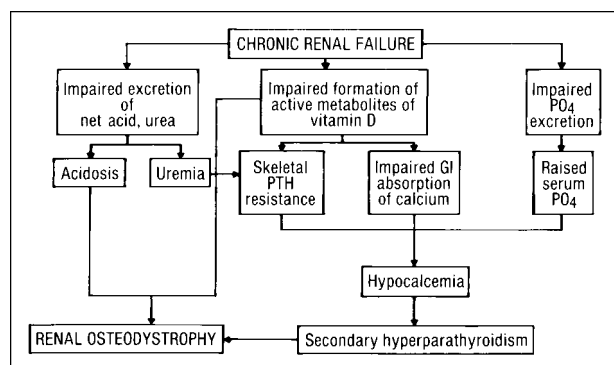 CHRONIC RENAL FAILURE
Impaired excretion
of
net acid, urea
Impaired formation of
active metabolites of
vitamin D
Impaired
PO4
excretion
Acidosis
Uremia
Skeletal
PTH
resistance
Impaired GI
absorption
of calcium
Raised
serum
PO4
Hypocalcemia
RENAL OSTEODYSTROPHY
Secondary hyperparathyroidism